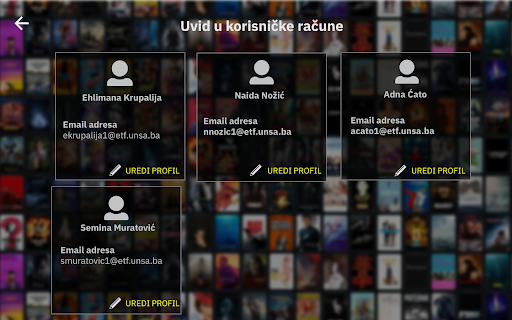 Uvid u korisničke račune
Ehlimana Krupalija
Email adresa
ekrupalija1@etf.unsa.ba
UREDI PROFIL
Naida Nožić
Email adresa
nnozic1@etf.unsa.ba
UREDI PROFIL
Adna Ćato
Email adresa
acato1@etf.unsa.ba
UREDI PROFIL
Semina Muratović
Email adresa
smuratovic1@etf.unsa.ba
UREDI PROFIL